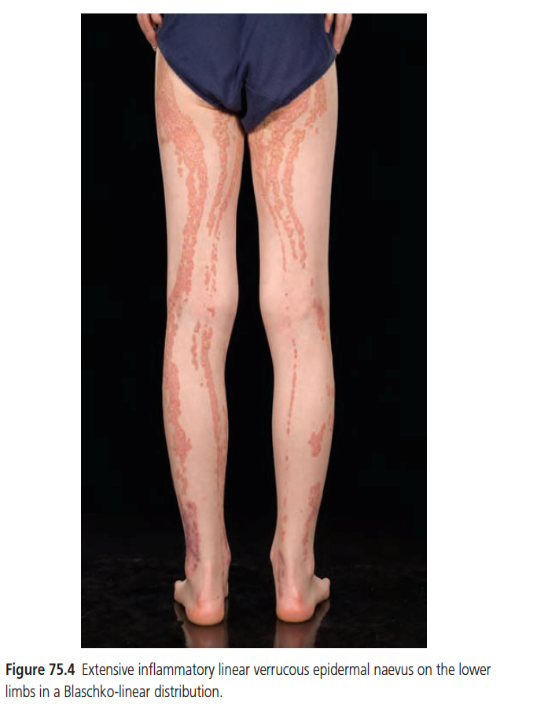 Figure 75.4 Extensive inflammatory linear verrucous epidermal naevus on the lower
limbs in a Blaschko-linear distribution.